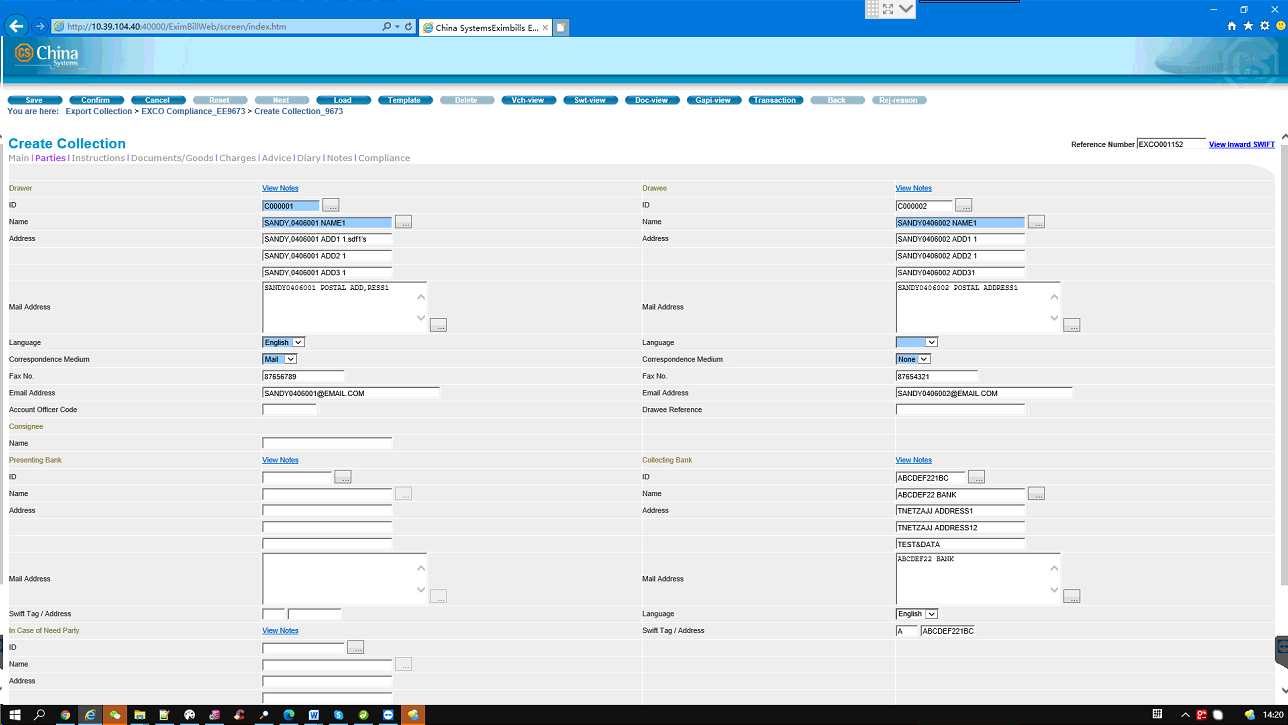 http://10.39.104.40:40000/EximBillWeb/screen/index.htm
China SystemsEximbills E...
CS China
Systems
Save Confirm Cancel Reset Next Load Template Delete Vch-view Swt-view Doc-view Gapi-view Transaction Back Rej-reason
You are here: Export Collection > EXCO Compliance_EE9673 > Create Collection_9673
Create Collection
Reference Number EXCO001152 View Inward SWIFT
Main | Parties | Instructions | Documents/Goods | Charges | Advice | Diary | Notes | Compliance
Drawer View Notes Drawee View Notes
ID C000001 ... ID C000002 ...
Name SANDY,0406001 NAME1 ... Name SANDY0406002 NAME1 ...
Address SANDY,0406001 ADD1 1.sdf1's Address SANDY0406002 ADD1 1
SANDY,0406001 ADD2 1 SANDY0406002 ADD2 1
SANDY,0406001 ADD3 1 SANDY0406002 ADD31
SANDY0406001 POSTAL ADD,RESS1 SANDY0406002 POSTAL ADDRESS1
Mail Address ... Mail Address ...
Language English Language
Correspondence Medium Mail Correspondence Medium None
Fax No. 87656789 Fax No. 87654321
Email Address SANDY0406001@EMAIL.COM Email Address SANDY0406002@EMAIL.COM
Account Officer Code Drawee Reference
Consignee
Name
Presenting Bank View Notes Collecting Bank View Notes
ID ... ID ABCDEF221BC ...
Name ... Name ABCDEF22 BANK ...
Address Address TNETZAJJ ADDRESS1
TNETZAJJ ADDRESS12
TEST&DATA
ABCDEF22 BANK
Mail Address ... Mail Address ...
Swift Tag / Address Language English
In Case of Need Party View Notes Swift Tag / Address A ABCDEF221BC
ID ...
Name ...
Address
14:20